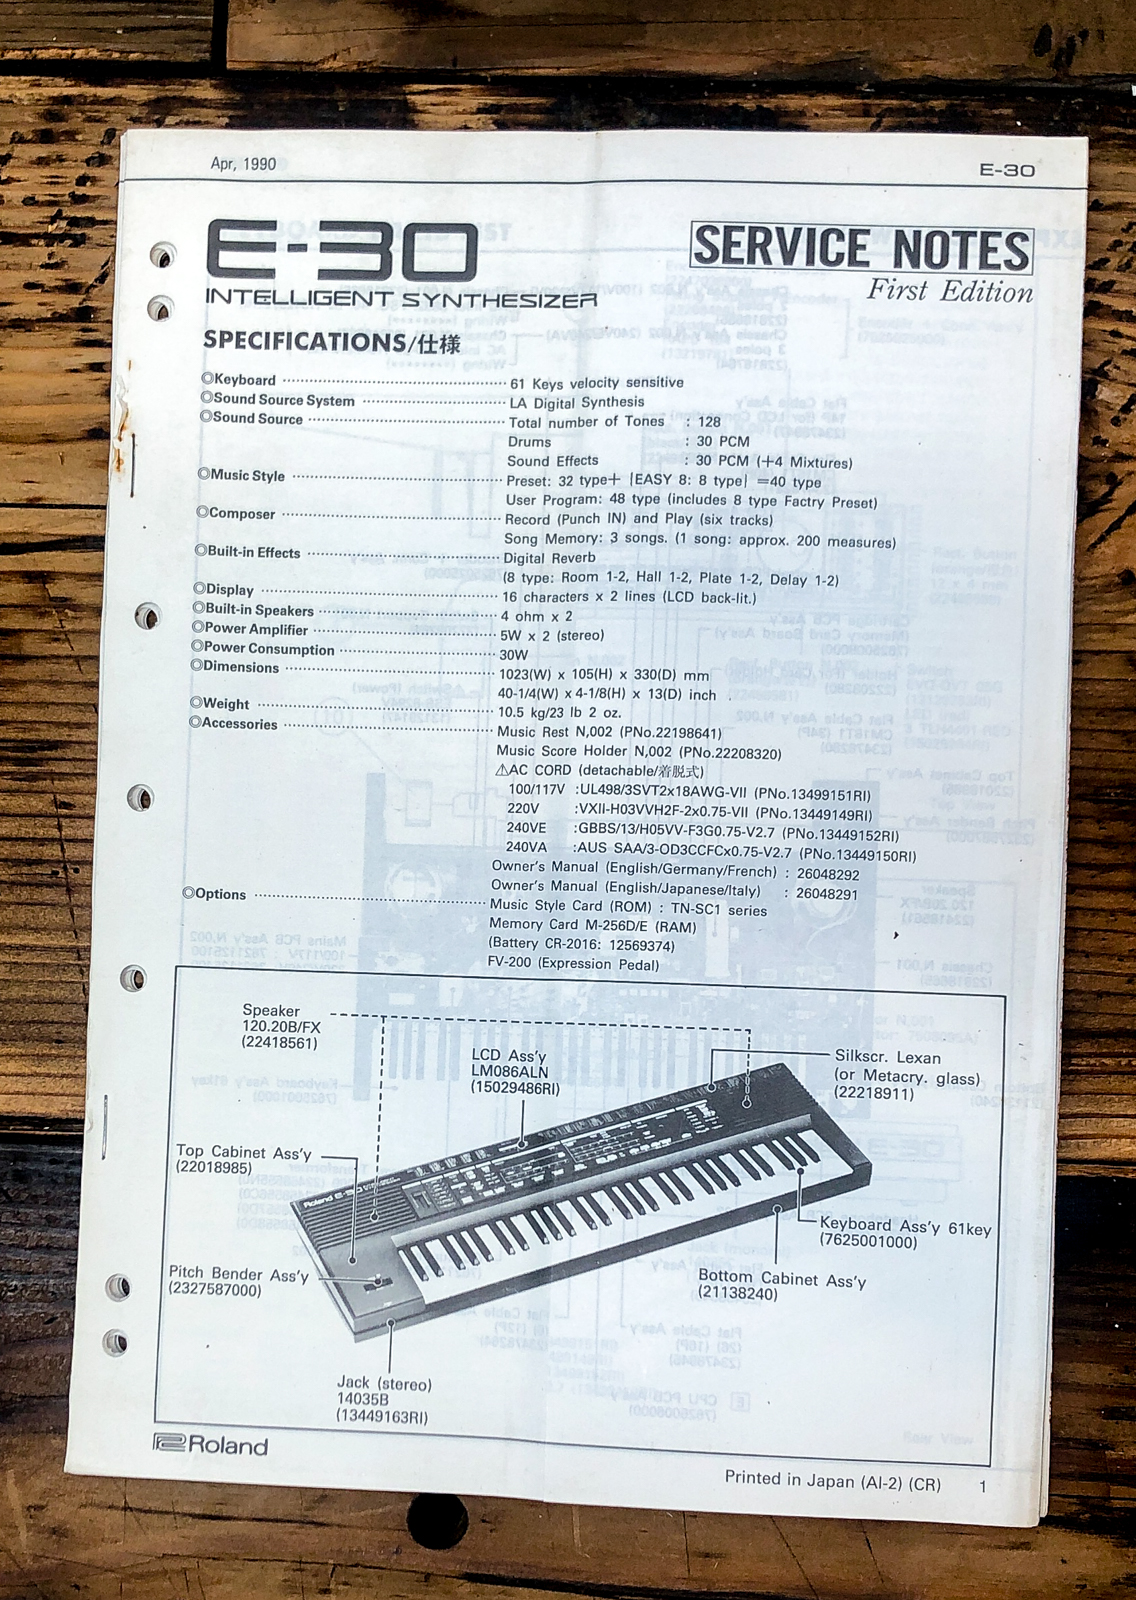 Apr, 1990
E-30
E-30
SERVICE NOTES
First Edition
INTELLIGENT SYNTHESIZER
SPECIFICATIONS/仕様
◎Keyboard ······ 61 Keys velocity sensitive
◎Sound Source System ······ LA Digital Synthesis
◎Sound Source ······ Total number of Tones : 128
Drums : 30 PCM
Sound Effects : 30 PCM (+4 Mixtures)
◎Music Style ······ Preset: 32 type+ |EASY 8: 8 type| =40 type
User Program: 48 type (includes 8 type Factry Preset)
◎Composer ······ Record (Punch IN) and Play (six tracks)
Song Memory: 3 songs. (1 song: approx. 200 measures)
◎Built-in Effects ······ Digital Reverb
(8 type: Room 1-2, Hall 1-2, Plate 1-2, Delay 1-2)
◎Display ······ 16 characters x 2 lines (LCD back-lit.)
◎Built-in Speakers ······ 4 ohm x 2
◎Power Amplifier ······ 5W x 2 (stereo)
◎Power Consumption ······ 30W
◎Dimensions ······ 1023(W) x 105(H) x 330(D) mm
40-1/4(W) x 4-1/8(H) x 13(D) inch
◎Weight ······ 10.5 kg/23 lb 2 oz.
◎Accessories ······ Music Rest N,002 (PNo.22198641)
Music Score Holder N,002 (PNo.22208320)
⚠AC CORD (detachable/着脱式)
100/117V :UL498/3SVT2x18AWG-VII (PNo.13499151RI)
220V :VXII-H03VVH2F-2x0.75-VII (PNo.13449149RI)
240VE :GBBS/13/H05VV-F3G0.75-V2.7 (PNo.13449152RI)
240VA :AUS SAA/3-OD3CCFCx0.75-V2.7 (PNo.13449150RI)
Owner's Manual (English/Germany/French) : 26048292
Owner's Manual (English/Japanese/Italy) : 26048291
◎Options ······ Music Style Card (ROM) : TN-SC1 series
Memory Card M-256D/E (RAM)
(Battery CR-2016: 12569374)
FV-200 (Expression Pedal)
Speaker
120.20B/FX
(22418561)
LCD Ass'y
LM086ALN
(15029486RI)
Silkscr. Lexan
(or Metacry. glass)
(22218911)
Top Cabinet Ass'y
(22018985)
Roland E-30
Keyboard Ass'y 61key
(7625001000)
Pitch Bender Ass'y
(2327587000)
Bottom Cabinet Ass'y
(21138240)
Jack (stereo)
14035B
(13449163RI)
Roland
Printed in Japan (AI-2) (CR) 1